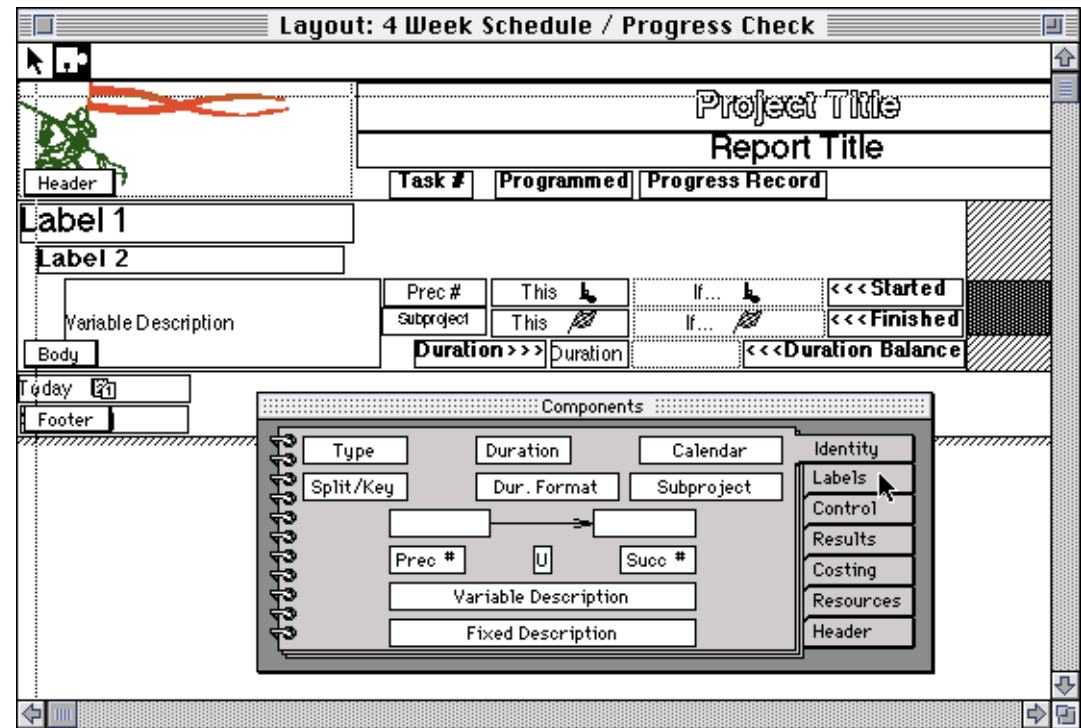 Layout: 4 Week Schedule / Progress Check
Project Title
Report Title
Header
Task # Programmed Progress Record
Label 1
Label 2
Prec # This If... <<<Started
Variable Description
Subproject This If... <<<Finished
Body
Duration>>> Duration <<<Duration Balance
Today 21
Footer
Components
Type Duration Calendar Identity
Split/Key Dur. Format Subproject Labels
Control
Results
Prec # U Succ #
Costing
Variable Description Resources
Fixed Description Header